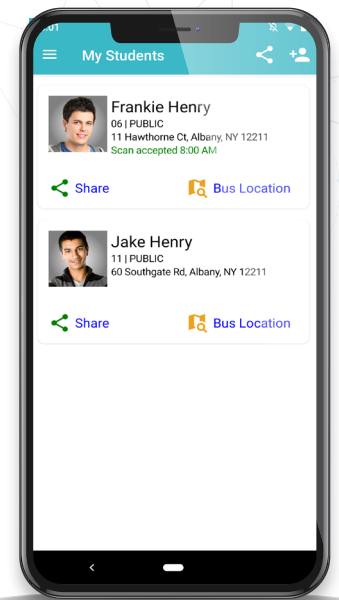 My Students
Frankie Henry
06 | PUBLIC
11 Hawthorne Ct, Albany, NY 12211
Scan accepted 8:00 AM
Share
Bus Location
Jake Henry
11 | PUBLIC
60 Southgate Rd, Albany, NY 12211
Share
Bus Location